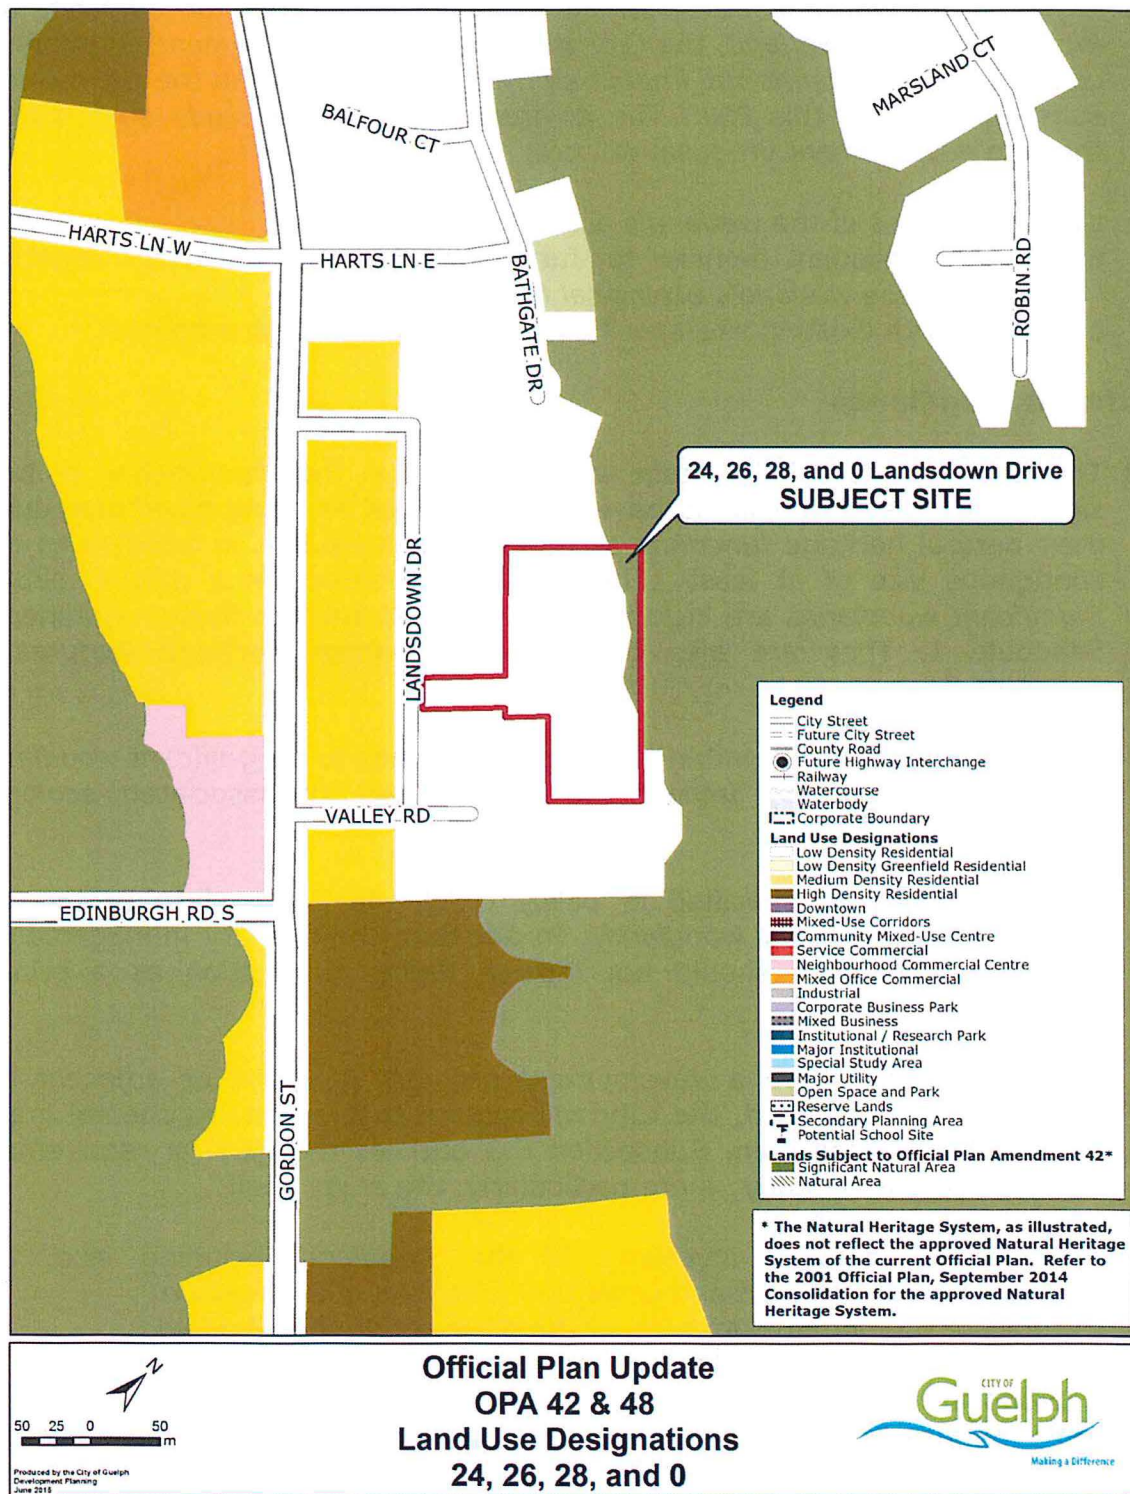 MARSLAND CT
BALFOUR CT
HARTS LN W
HARTS LN E
BATHGATE DR
ROBIN RD
24, 26, 28, and 0 Landsdown Drive
SUBJECT SITE
LANDSDOWN DR
VALLEY RD
EDINBURGH RD S
GORDON ST
Legend
City Street
Future City Street
County Road
Future Highway Interchange
Railway
Watercourse
Waterbody
Corporate Boundary
Land Use Designations
Low Density Residential
Low Density Greenfield Residential
Medium Density Residential
High Density Residential
Downtown
Mixed-Use Corridors
Community Mixed-Use Centre
Service Commercial
Neighbourhood Commercial Centre
Mixed Office Commercial
Industrial
Corporate Business Park
Mixed Business
Institutional / Research Park
Major Institutional
Special Study Area
Major Utility
Open Space and Park
Reserve Lands
Secondary Planning Area
Potential School Site
Lands Subject to Official Plan Amendment 42*
Significant Natural Area
Natural Area
* The Natural Heritage System, as illustrated,
does not reflect the approved Natural Heritage
System of the current Official Plan. Refer to
the 2001 Official Plan, September 2014
Consolidation for the approved Natural
Heritage System.
N
50 25 0 50
m
Produced by the City of Guelph
Development Planning
June 2015
Official Plan Update
OPA 42 & 48
Land Use Designations
24, 26, 28, and 0
CITY OF
Guelph
Making a Difference